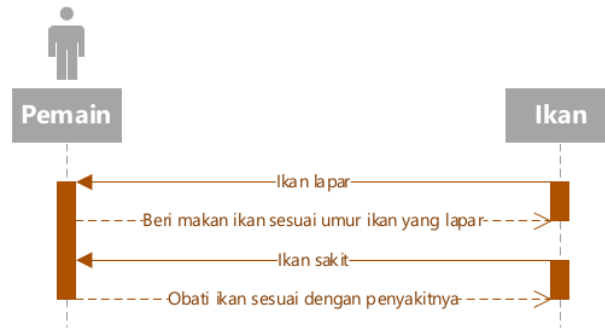 Pemain
Ikan
Ikan lapar
Beri makan ikan sesuai umur ikan yang lapar
Ikan sakit
Obati ikan sesuai dengan penyakitnya